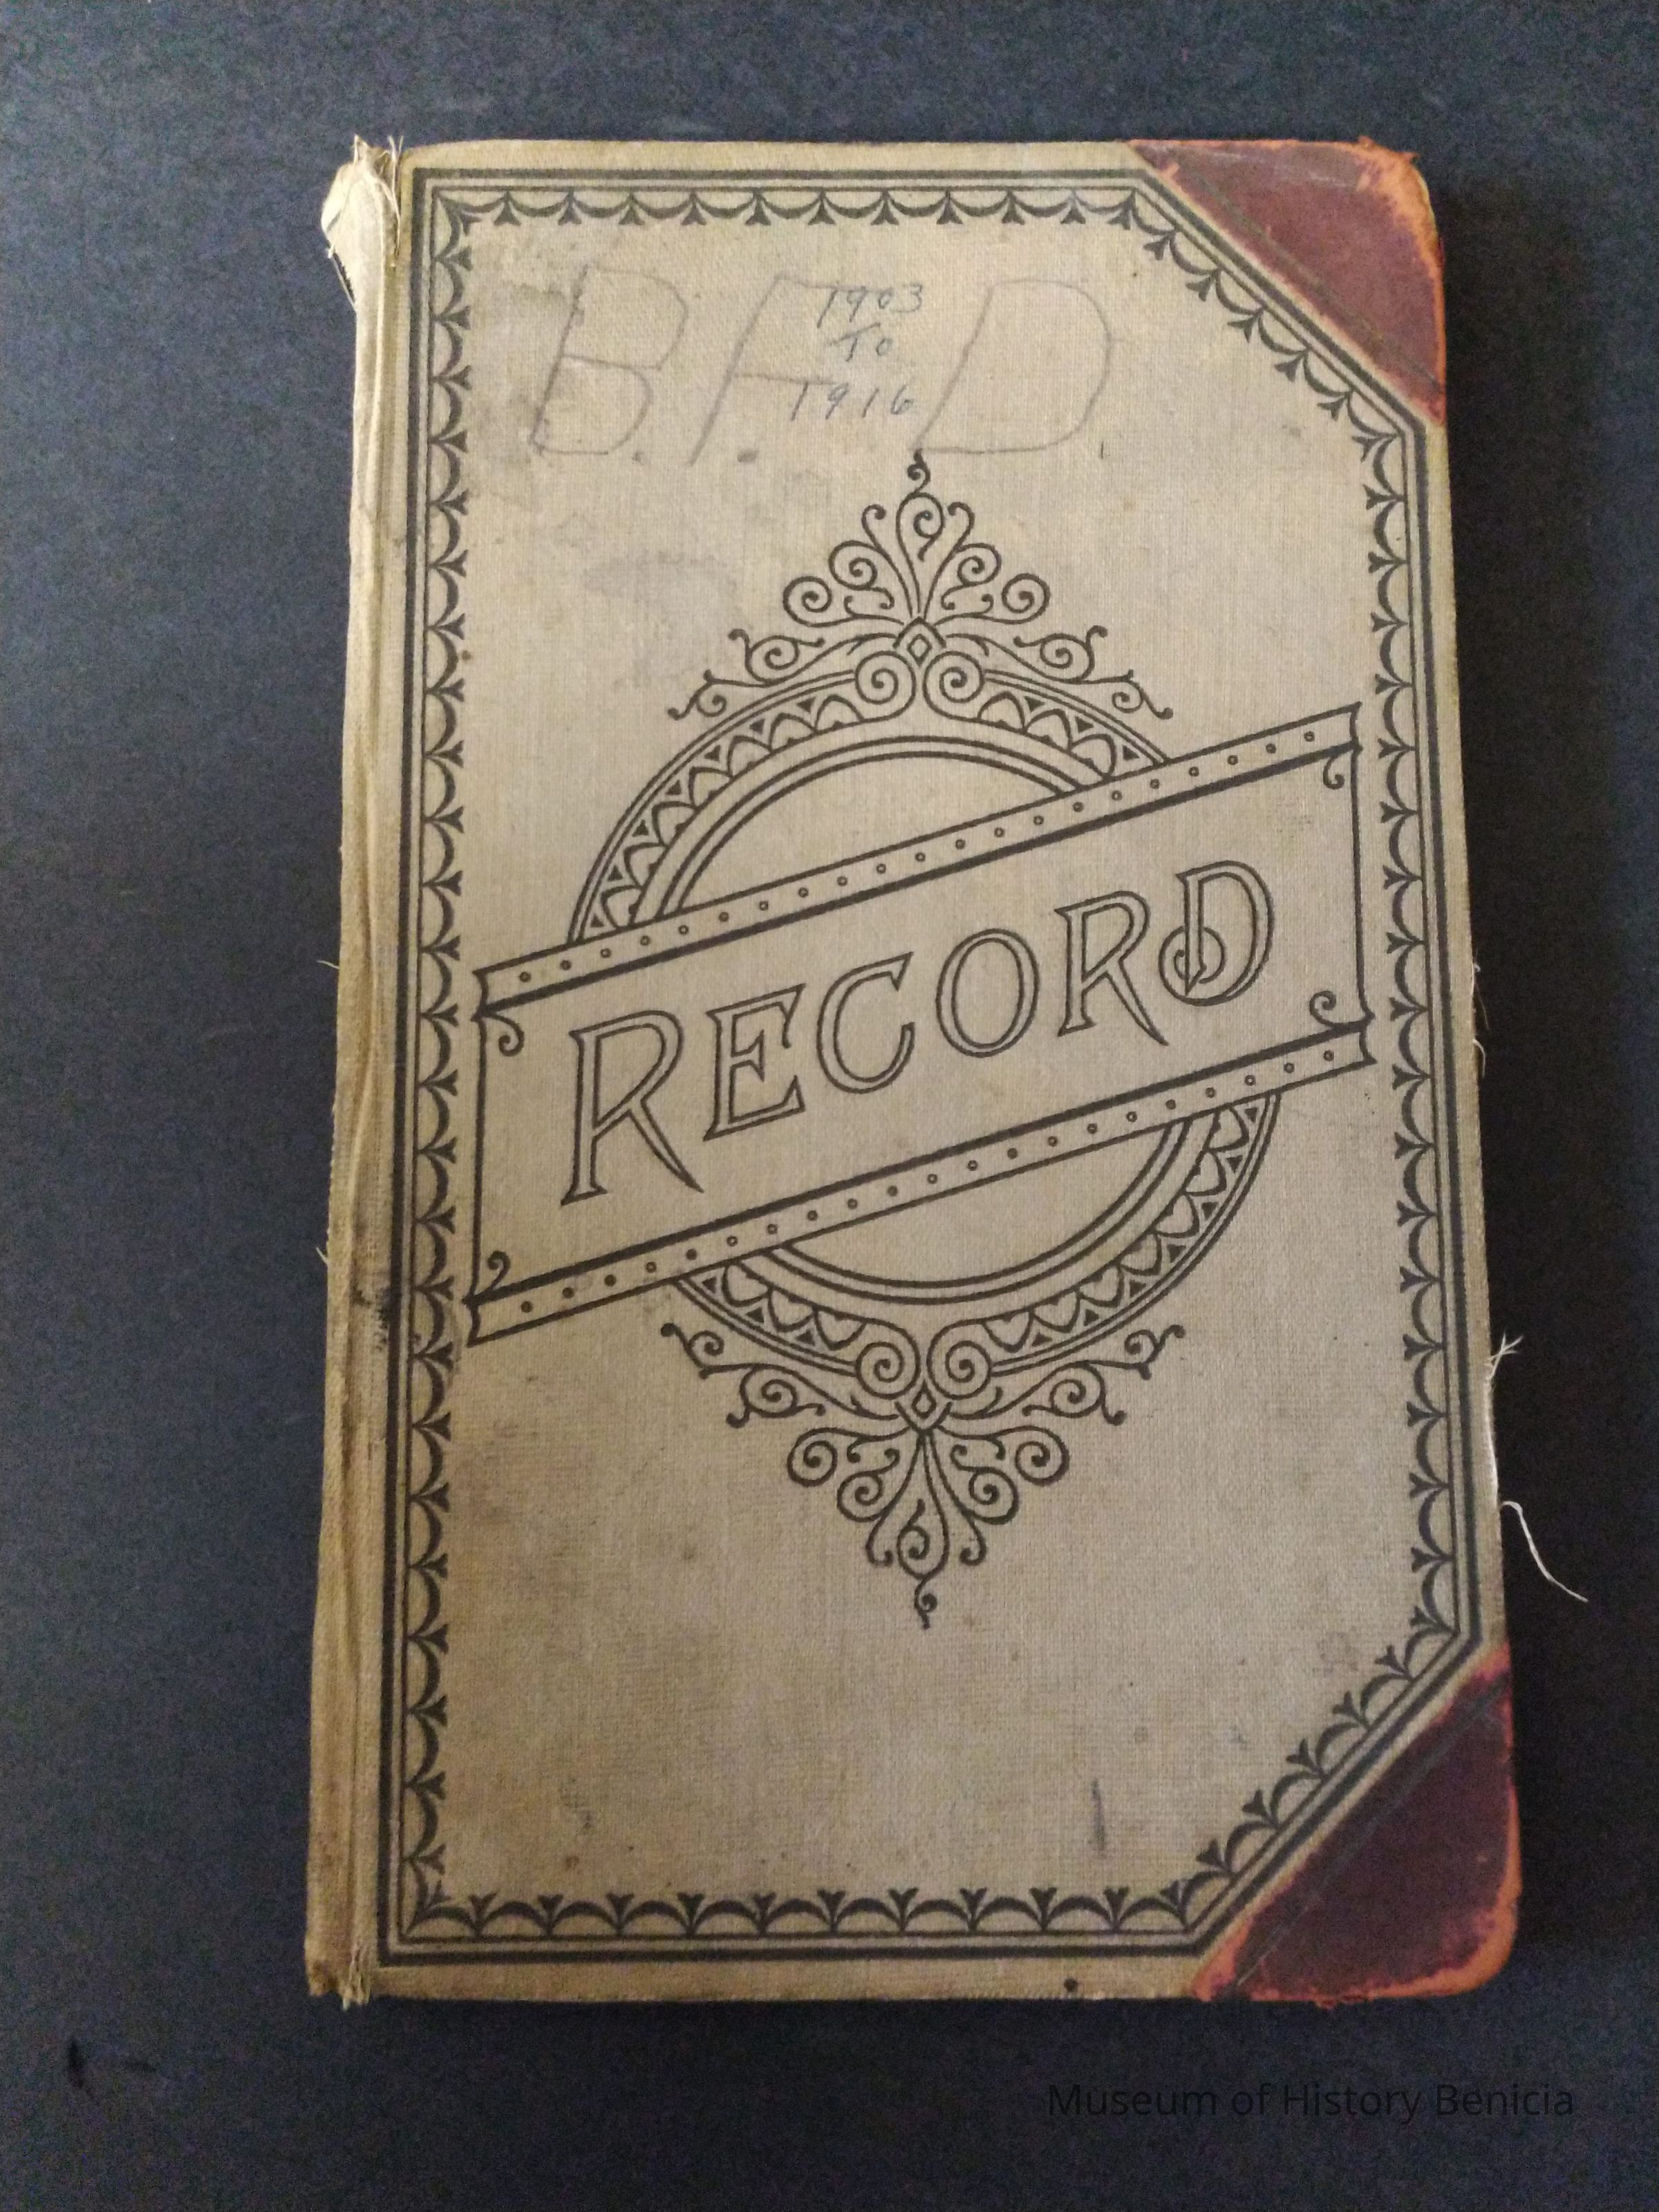 B. F. D
1903
To
1916
RECORD
Museum of History Benicia